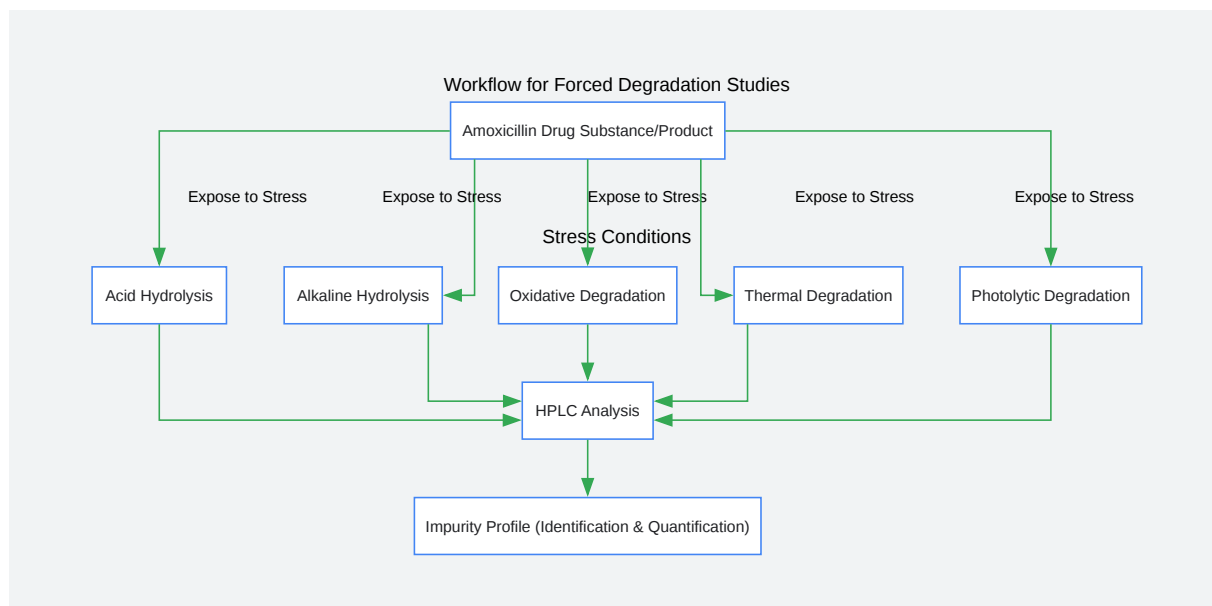 Workflow for Forced Degradation Studies
Amoxicillin Drug Substance/Product
Expose to Stress
Expose to Stress
Expose to Stress
Expose to Stress
Expose to Stress
Stress Conditions
Acid Hydrolysis
Alkaline Hydrolysis
Oxidative Degradation
Thermal Degradation
Photolytic Degradation
HPLC Analysis
Impurity Profile (Identification & Quantification)